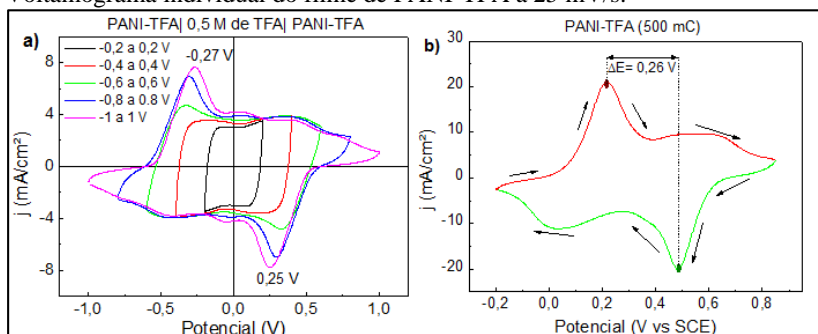 Voltamograma individual do filme de PANI-TFA a 25 mV/s.
PANI-TFA| 0,5 M de TFA| PANI-TFA
a)
-0,2 a 0,2 V
-0,4 a 0,4 V
-0,6 a 0,6 V
-0,8 a 0.8 V
-1 a 1 V
-0,27 V
0,25 V
8
4
0
-4
-8
j (mA/cm²)
-1,0 -0,5 0,0 0,5 1,0
Potencial (V)
PANI-TFA (500 mC)
b)
ΔE= 0,26 V
30
20
10
0
-10
-20
j (mA/cm²)
-0,2 0,0 0,2 0,4 0,6 0,8
Potencial (V vs SCE)